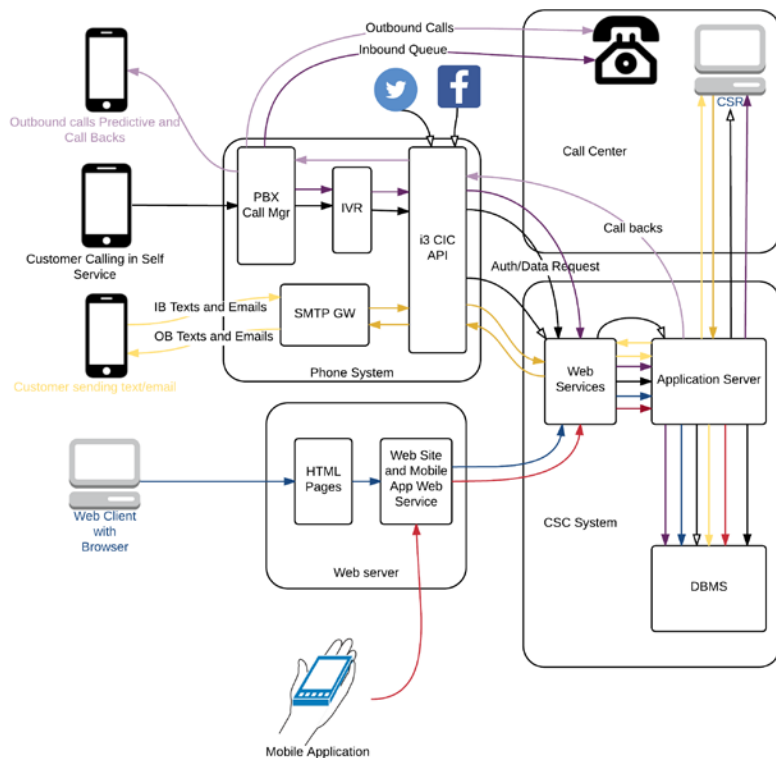 Outbound Calls
Inbound Queue
CSR
Outbound calls Predictive and
Call Backs
Call Center
PBX
Call Mgr
IVR
i3 CIC
API
Call backs
Customer Calling in Self
Service
Auth/Data Request
IB Texts and Emails
SMTP GW
OB Texts and Emails
Customer sending text/email
Phone System
Web
Services
Application Server
HTML
Pages
Web Site
and Mobile
App Web
Service
Web Client
with
Browser
CSC System
Web server
DBMS
Mobile Application